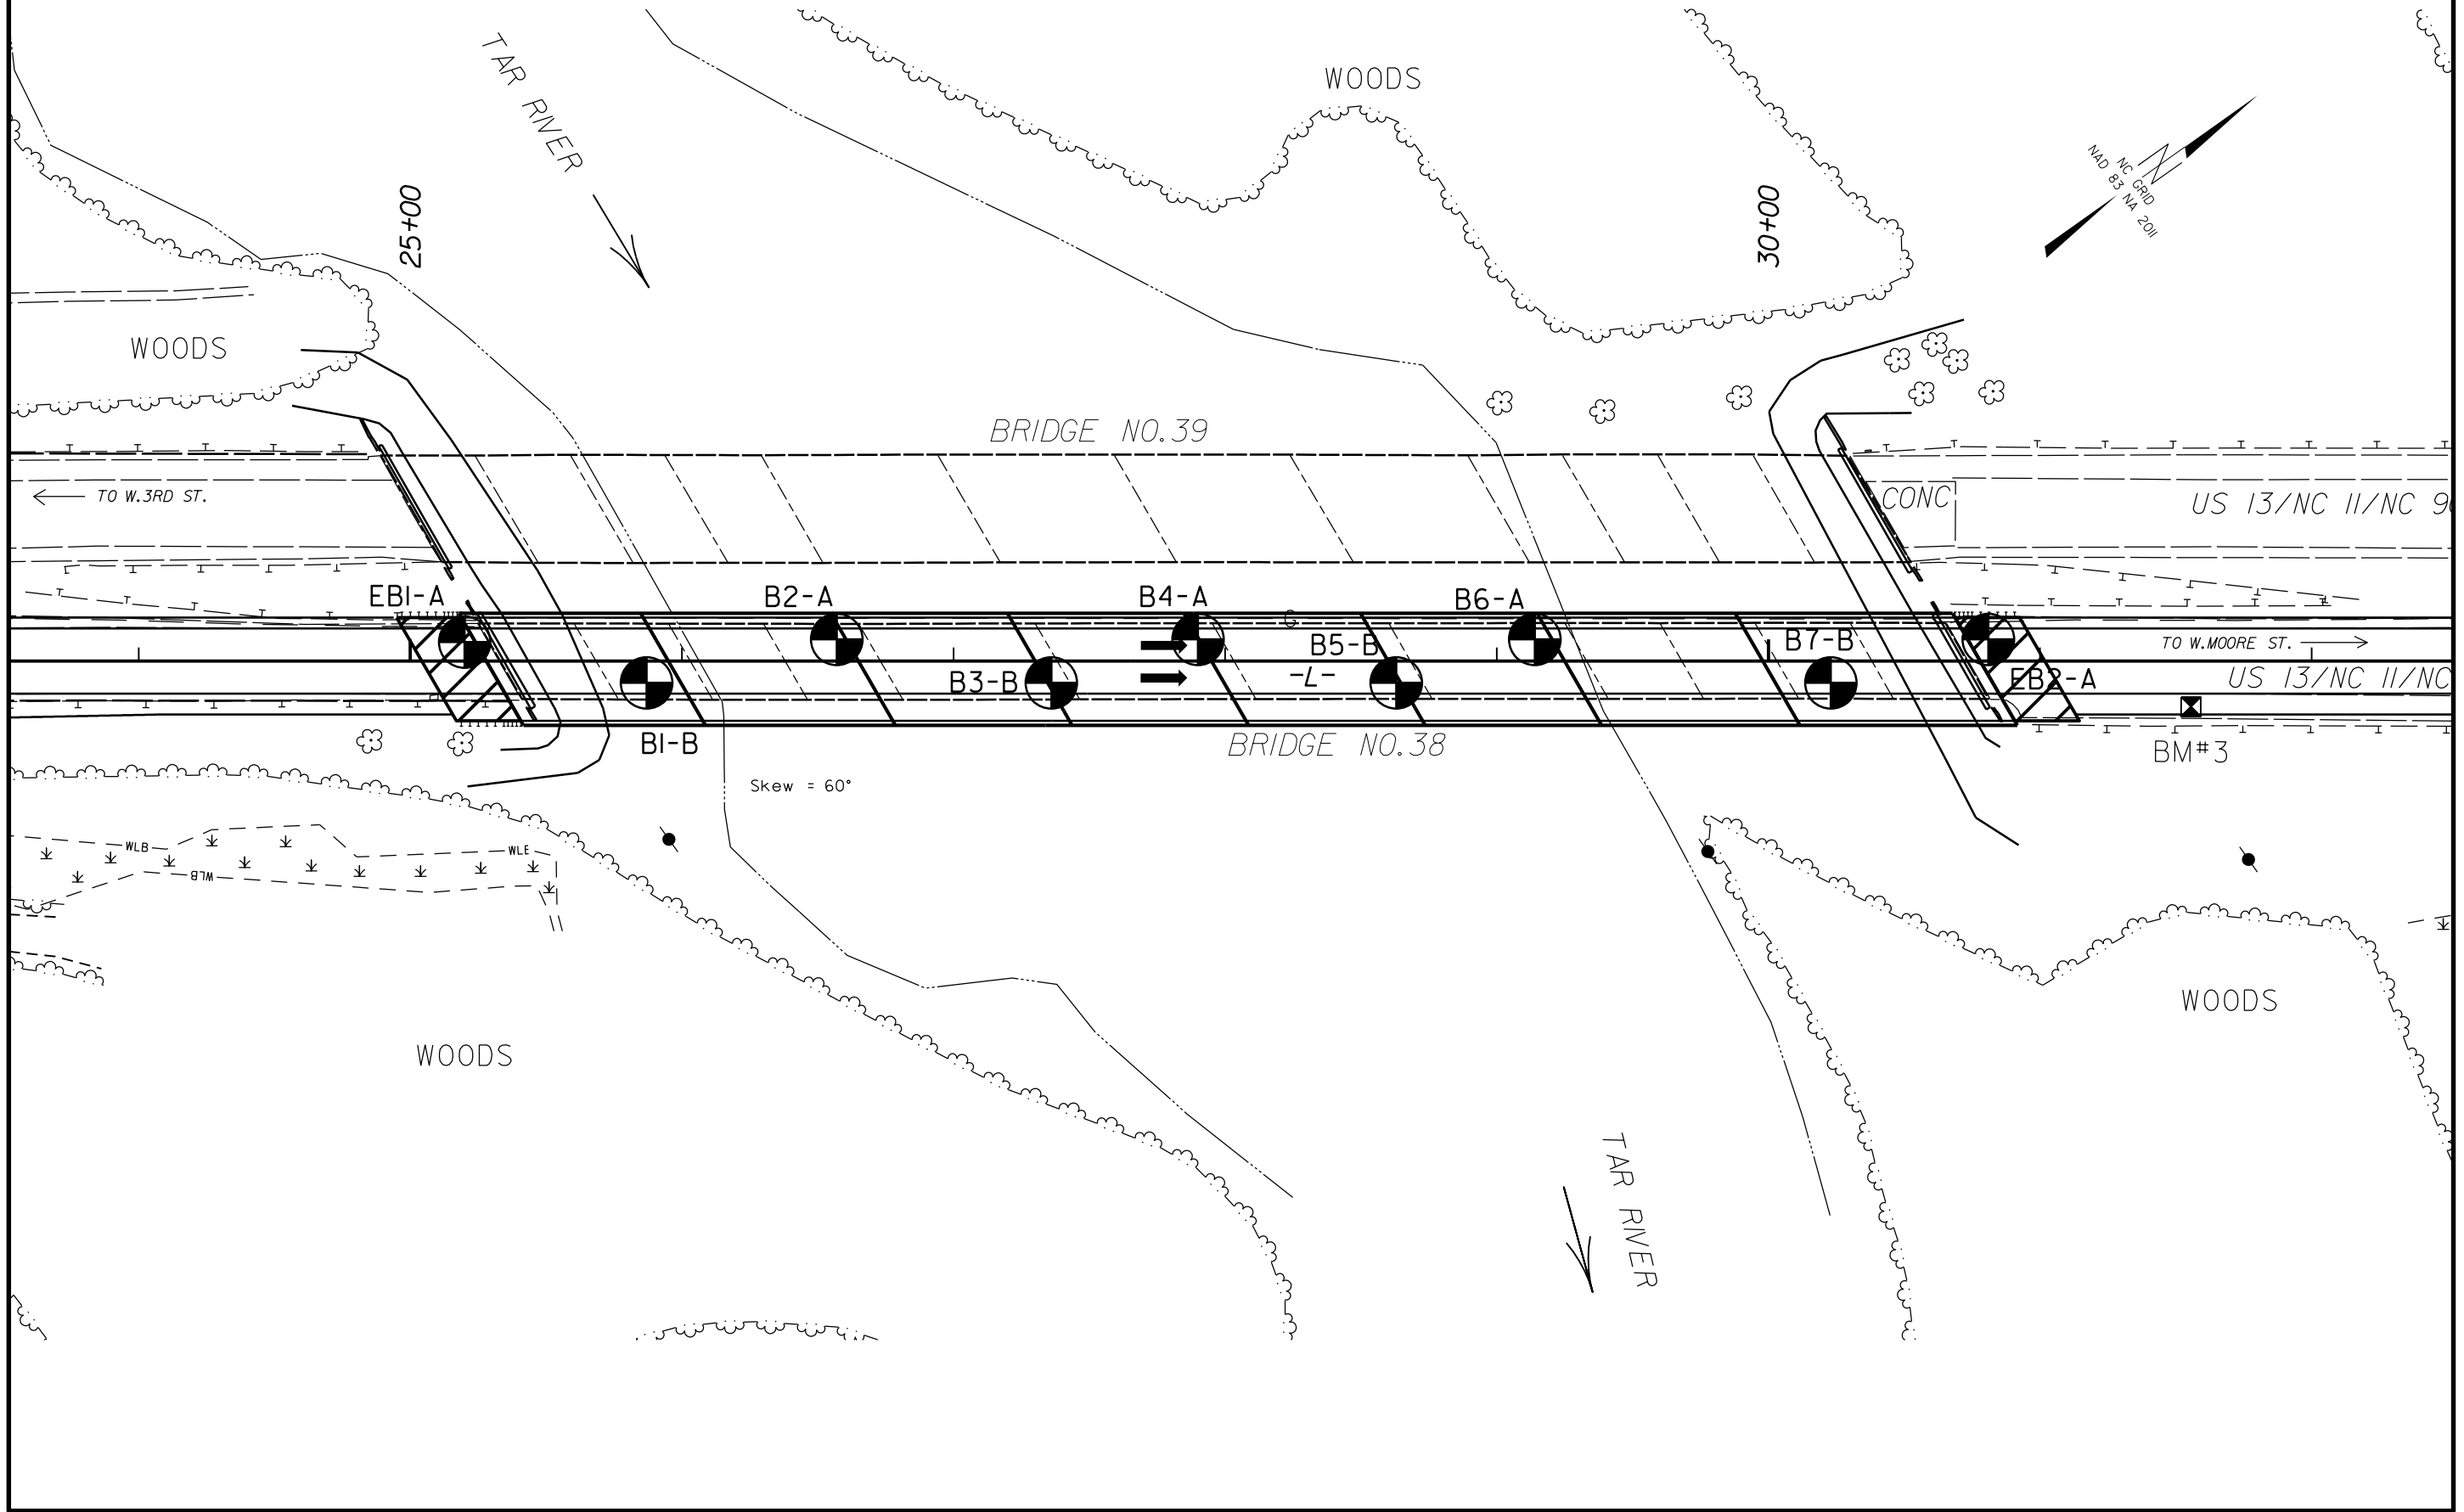 TAR RIVER
WOODS
NC GRID
NAD 83 NA 2011
25+00
30+00
WOODS
BRIDGE NO. 39
TO W. 3RD ST.
CONC
US 13/NC 11/NC 9
EB1-A
B2-A
B4-A
B6-A
B5-B
B7-B
TO W. MOORE ST.
B3-B
-L-
EB2-A
US 13/NC 11/NC
B1-B
BRIDGE NO. 38
BM#3
Skew = 60°
WLB
WLB
WLB
WOODS
WOODS
TAR RIVER